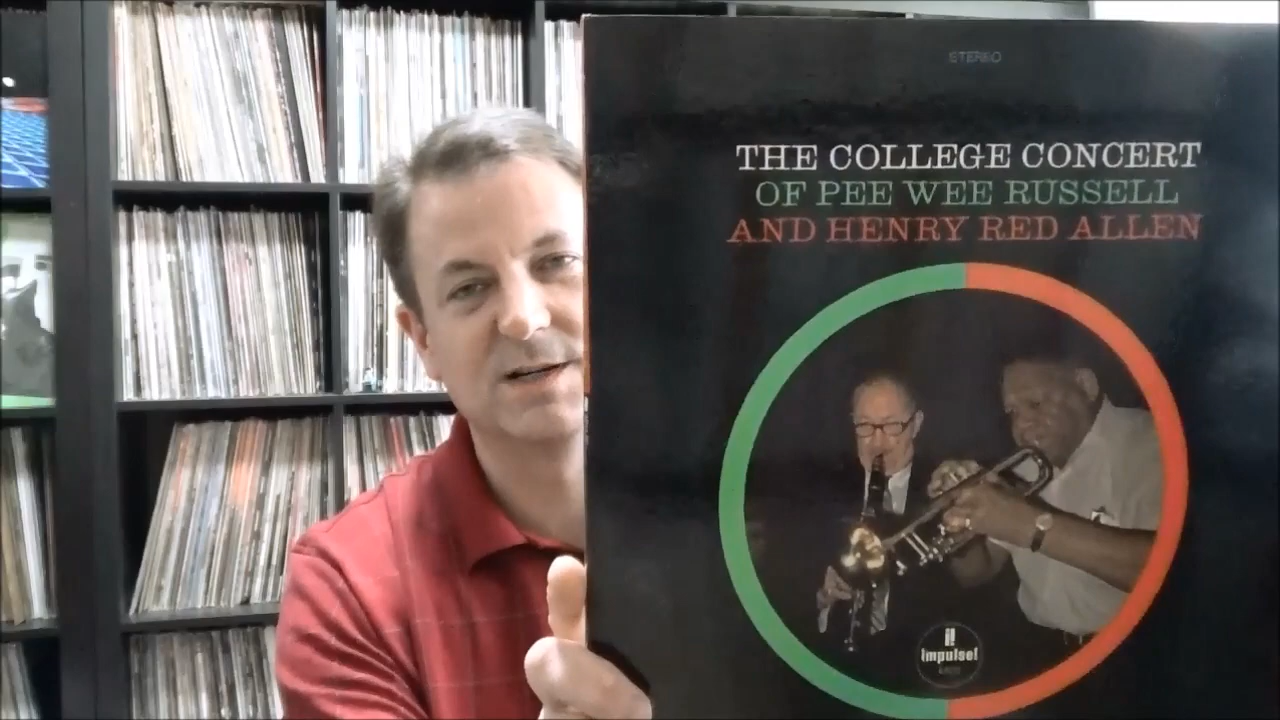 STEREO
THE COLLEGE CONCERT
OF PEE WEE RUSSELL
AND HENRY RED ALLEN
impulse!